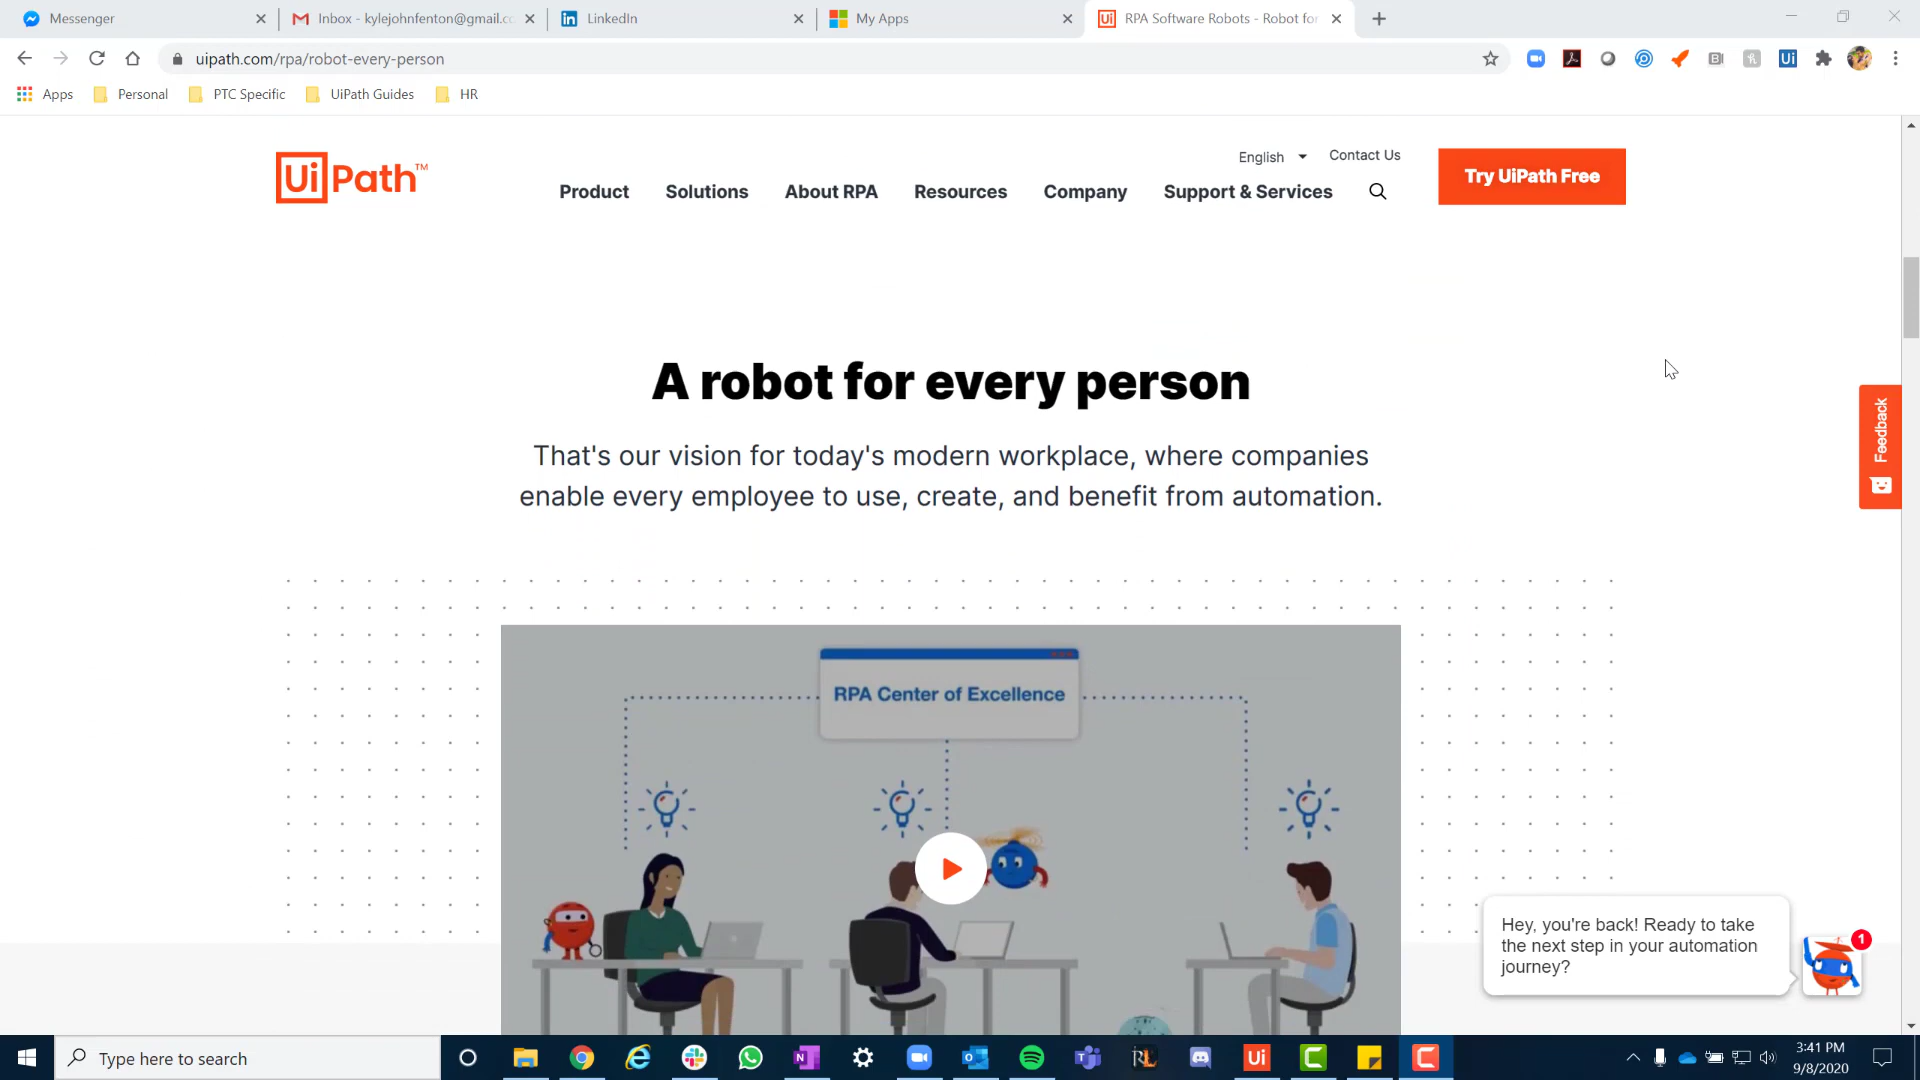 Messenger
Inbox - kylejohnfenton@gmail.c
LinkedIn
My Apps
RPA Software Robots - Robot for
uipath.com/rpa/robot-every-person
Apps
Personal
PTC Specific
UiPath Guides
HR
UiPath™
English
Contact Us
Product
Solutions
About RPA
Resources
Company
Support & Services
Try UiPath Free
A robot for every person
That's our vision for today's modern workplace, where companies
enable every employee to use, create, and benefit from automation.
Feedback
RPA Center of Excellence
Hey, you're back! Ready to take
the next step in your automation
journey?
1
Type here to search
3:41 PM
9/8/2020